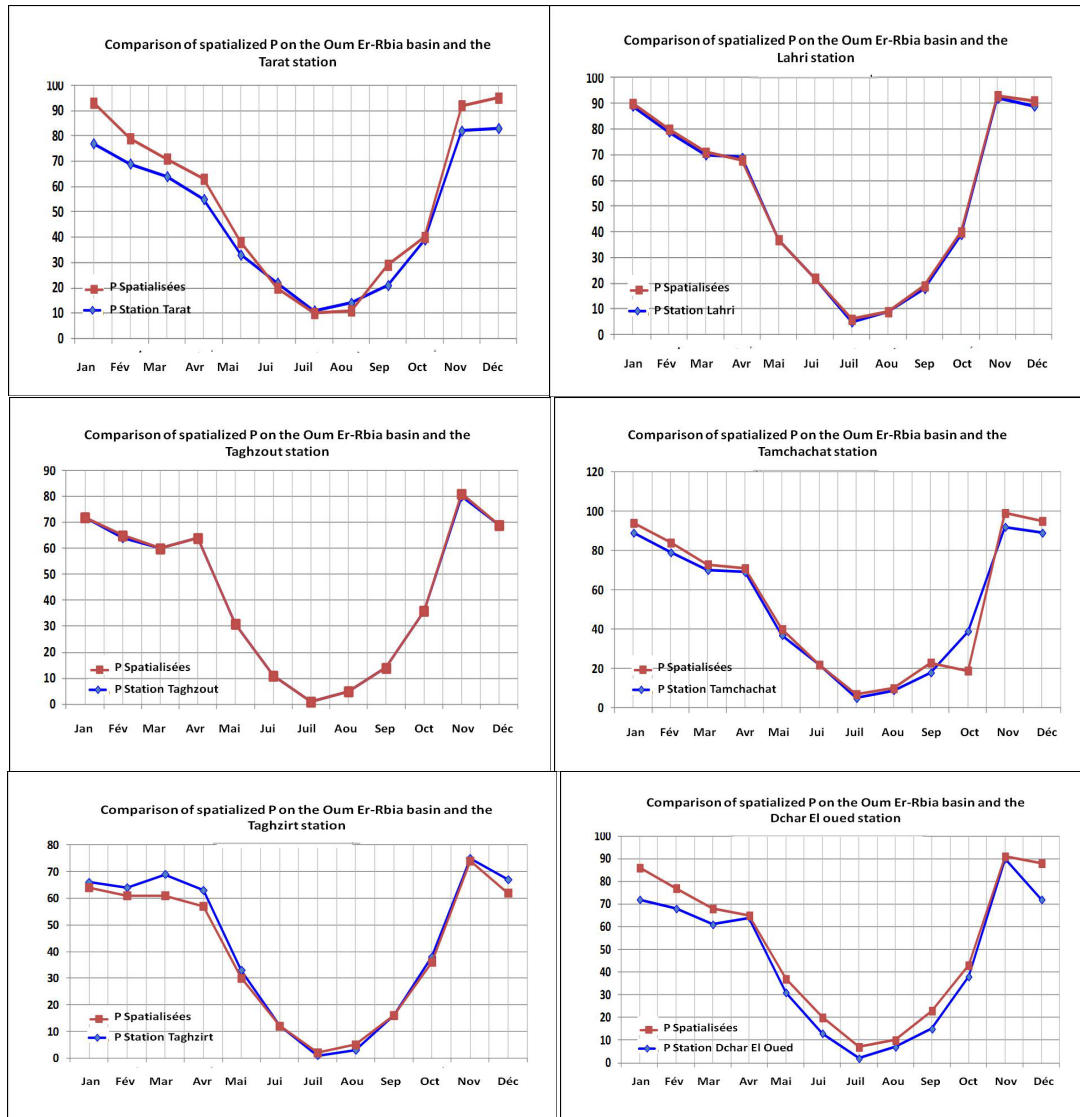 Comparison of spatialized P on the Oum Er-Rbia basin and the
Tarat station
100
90
80
70
60
50
40
30
20
10
0
P Spatialisées
P Station Tarat
Jan Fév Mar Avr Mai Jui Juil Aou Sep Oct Nov Déc
Comparison of spatialized P on the Oum Er-Rbia basin and the
Lahri station
100
90
80
70
60
50
40
30
20
10
0
P Spatialisées
P Station Lahri
Jan Fév Mar Avr Mai Jui Juil Aou Sep Oct Nov Déc
Comparison of spatialized P on the Oum Er-Rbia basin and the
Taghzout station
90
80
70
60
50
40
30
20
10
0
P Spatialisées
P Station Taghzout
Jan Fév Mar Avr Mai Jui Juil Aou Sep Oct Nov Déc
Comparison of spatialized P on the Oum Er-Rbia basin and the
Tamchachat station
120
100
80
60
40
20
0
P Spatialisées
P Station Tamchachat
Jan Fév Mar Avr Mai Jui Juil Aou Sep Oct Nov Déc
Comparison of spatialized P on the Oum Er-Rbia basin and the
Taghzirt station
80
70
60
50
40
30
20
10
0
P Spatialisées
P Station Taghzirt
Jan Fév Mar Avr Mai Jui Juil Aou Sep Oct Nov Déc
Comparison of spatialized P on the Oum Er-Rbia basin and the
Dchar El oued station
100
90
80
70
60
50
40
30
20
10
0
P Spatialisées
P Station Dchar El Oued
Jan Fév Mar Avr Mai Jui Juil Aou Sep Oct Nov Déc